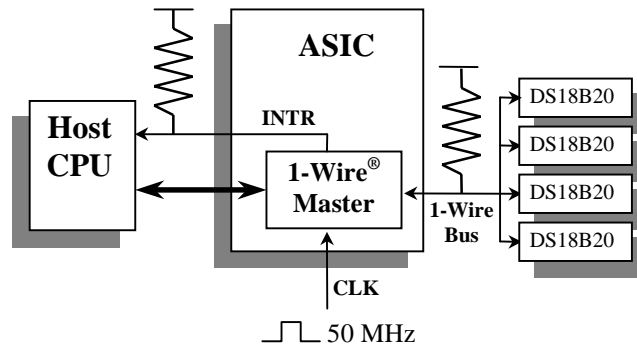 ASIC
Host
CPU
INTR
1-Wire®
Master
1-Wire
Bus
DS18B20
DS18B20
DS18B20
DS18B20
CLK
50 MHz